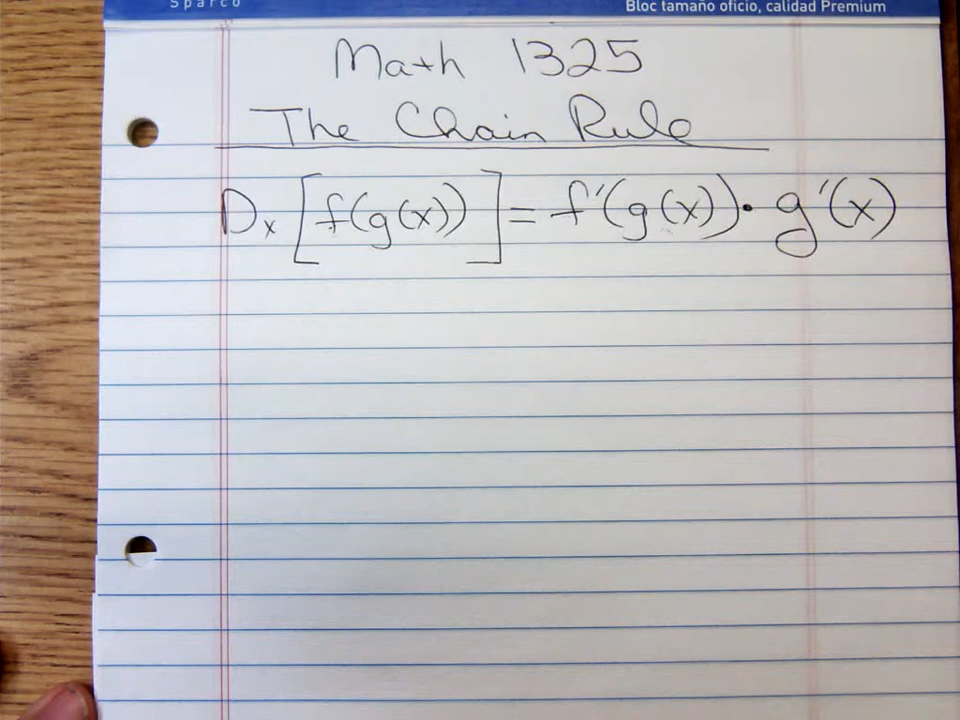 Sparco
Bloc tamaño oficio, calidad Premium
Math 1325
The Chain Rule
Dₓ [f(g(x))] = f'(g(x)) • g'(x)